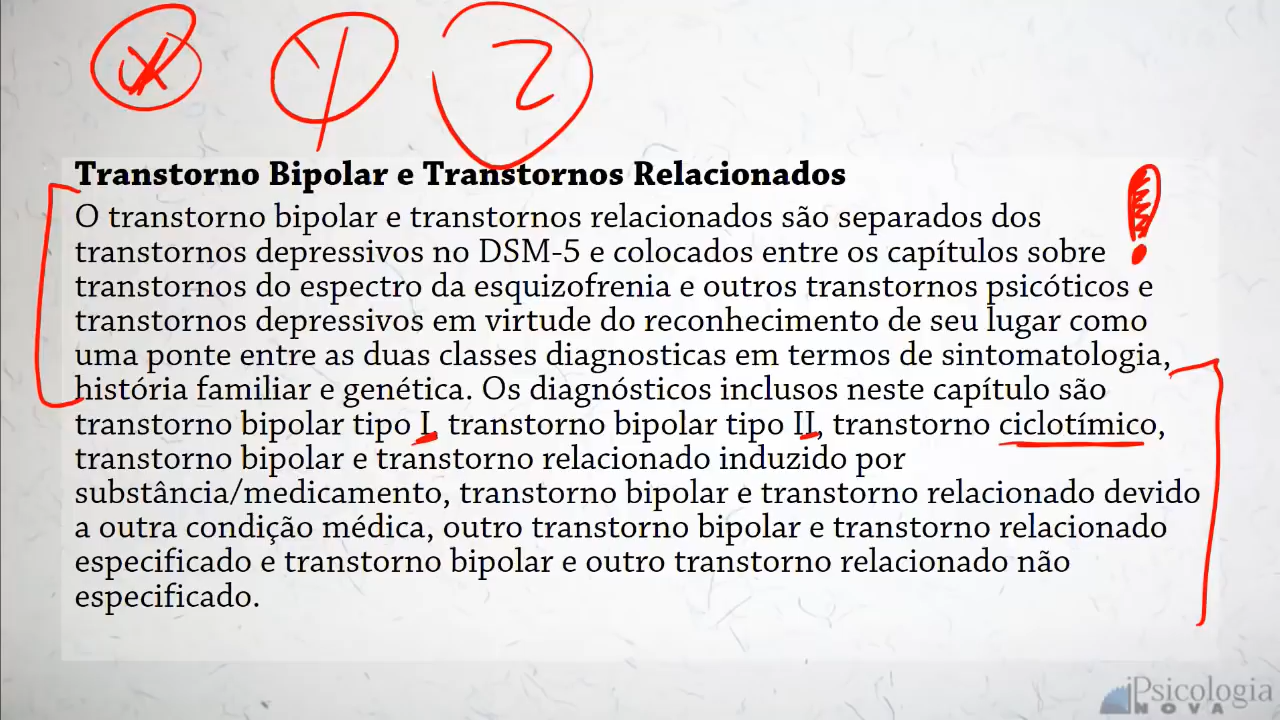 Transtorno Bipolar e Transtornos Relacionados
O transtorno bipolar e transtornos relacionados são separados dos
transtornos depressivos no DSM-5 e colocados entre os capítulos sobre
transtornos do espectro da esquizofrenia e outros transtornos psicóticos e
transtornos depressivos em virtude do reconhecimento de seu lugar como
uma ponte entre as duas classes diagnosticas em termos de sintomatologia,
história familiar e genética. Os diagnósticos inclusos neste capítulo são
transtorno bipolar tipo I, transtorno bipolar tipo II, transtorno ciclotímico,
transtorno bipolar e transtorno relacionado induzido por
substância/medicamento, transtorno bipolar e transtorno relacionado devido
a outra condição médica, outro transtorno bipolar e transtorno relacionado
especificado e transtorno bipolar e outro transtorno relacionado não
especificado.
Psicologia
NOVA